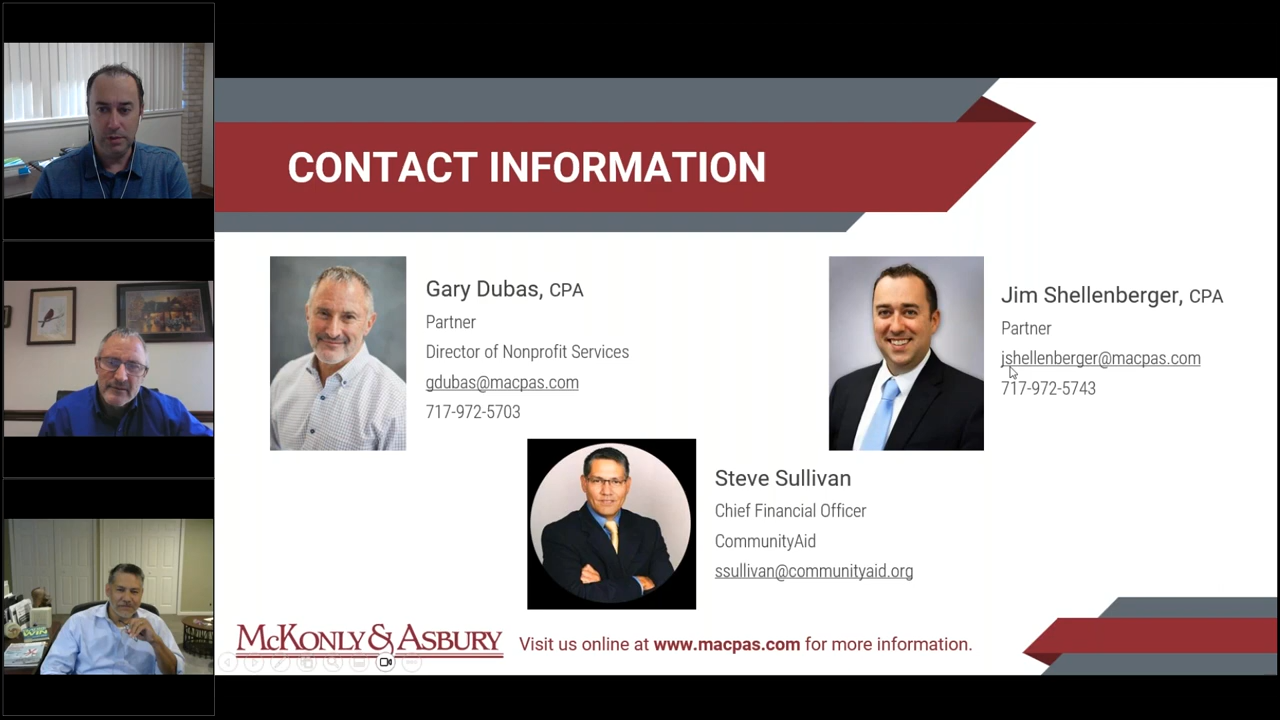 CONTACT INFORMATION
Gary Dubas, CPA
Partner
Director of Nonprofit Services
gdubas@macpas.com
717-972-5703
Jim Shellenberger, CPA
Partner
jshellenberger@macpas.com
717-972-5743
Steve Sullivan
Chief Financial Officer
CommunityAid
ssullivan@communityaid.org
McKonly & Asbury
Visit us online at www.macpas.com for more information.
WIN